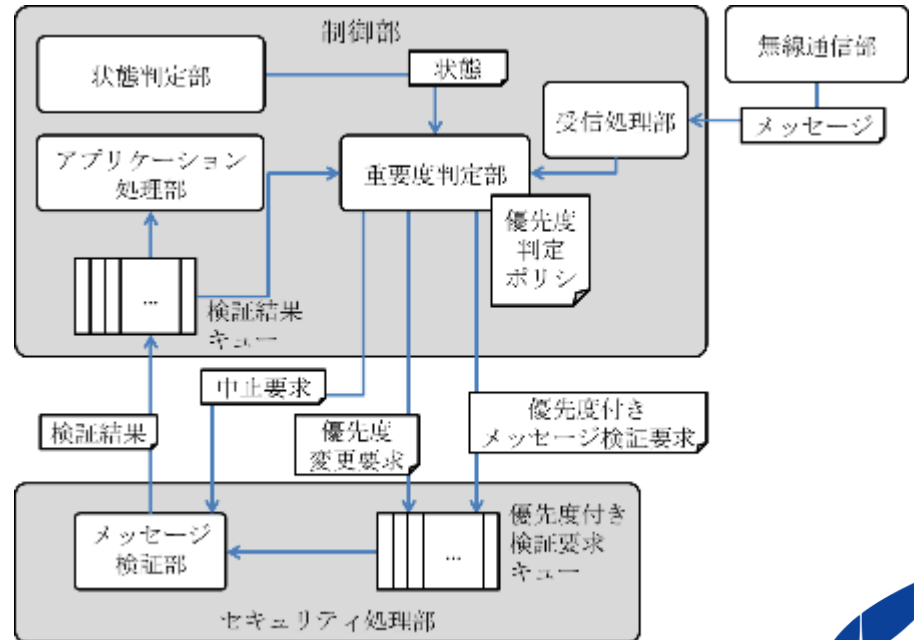 制御部
無線通信部
状態判定部
状態
受信処理部
メッセージ
アプリケーション
処理部
重要度判定部
優先度
判定
ポリシ
...
検証結果
キュー
中止要求
検証結果
優先度
変更要求
優先度付き
メッセージ検証要求
メッセージ
検証部
...
優先度付き
検証要求
キュー
セキュリティ処理部